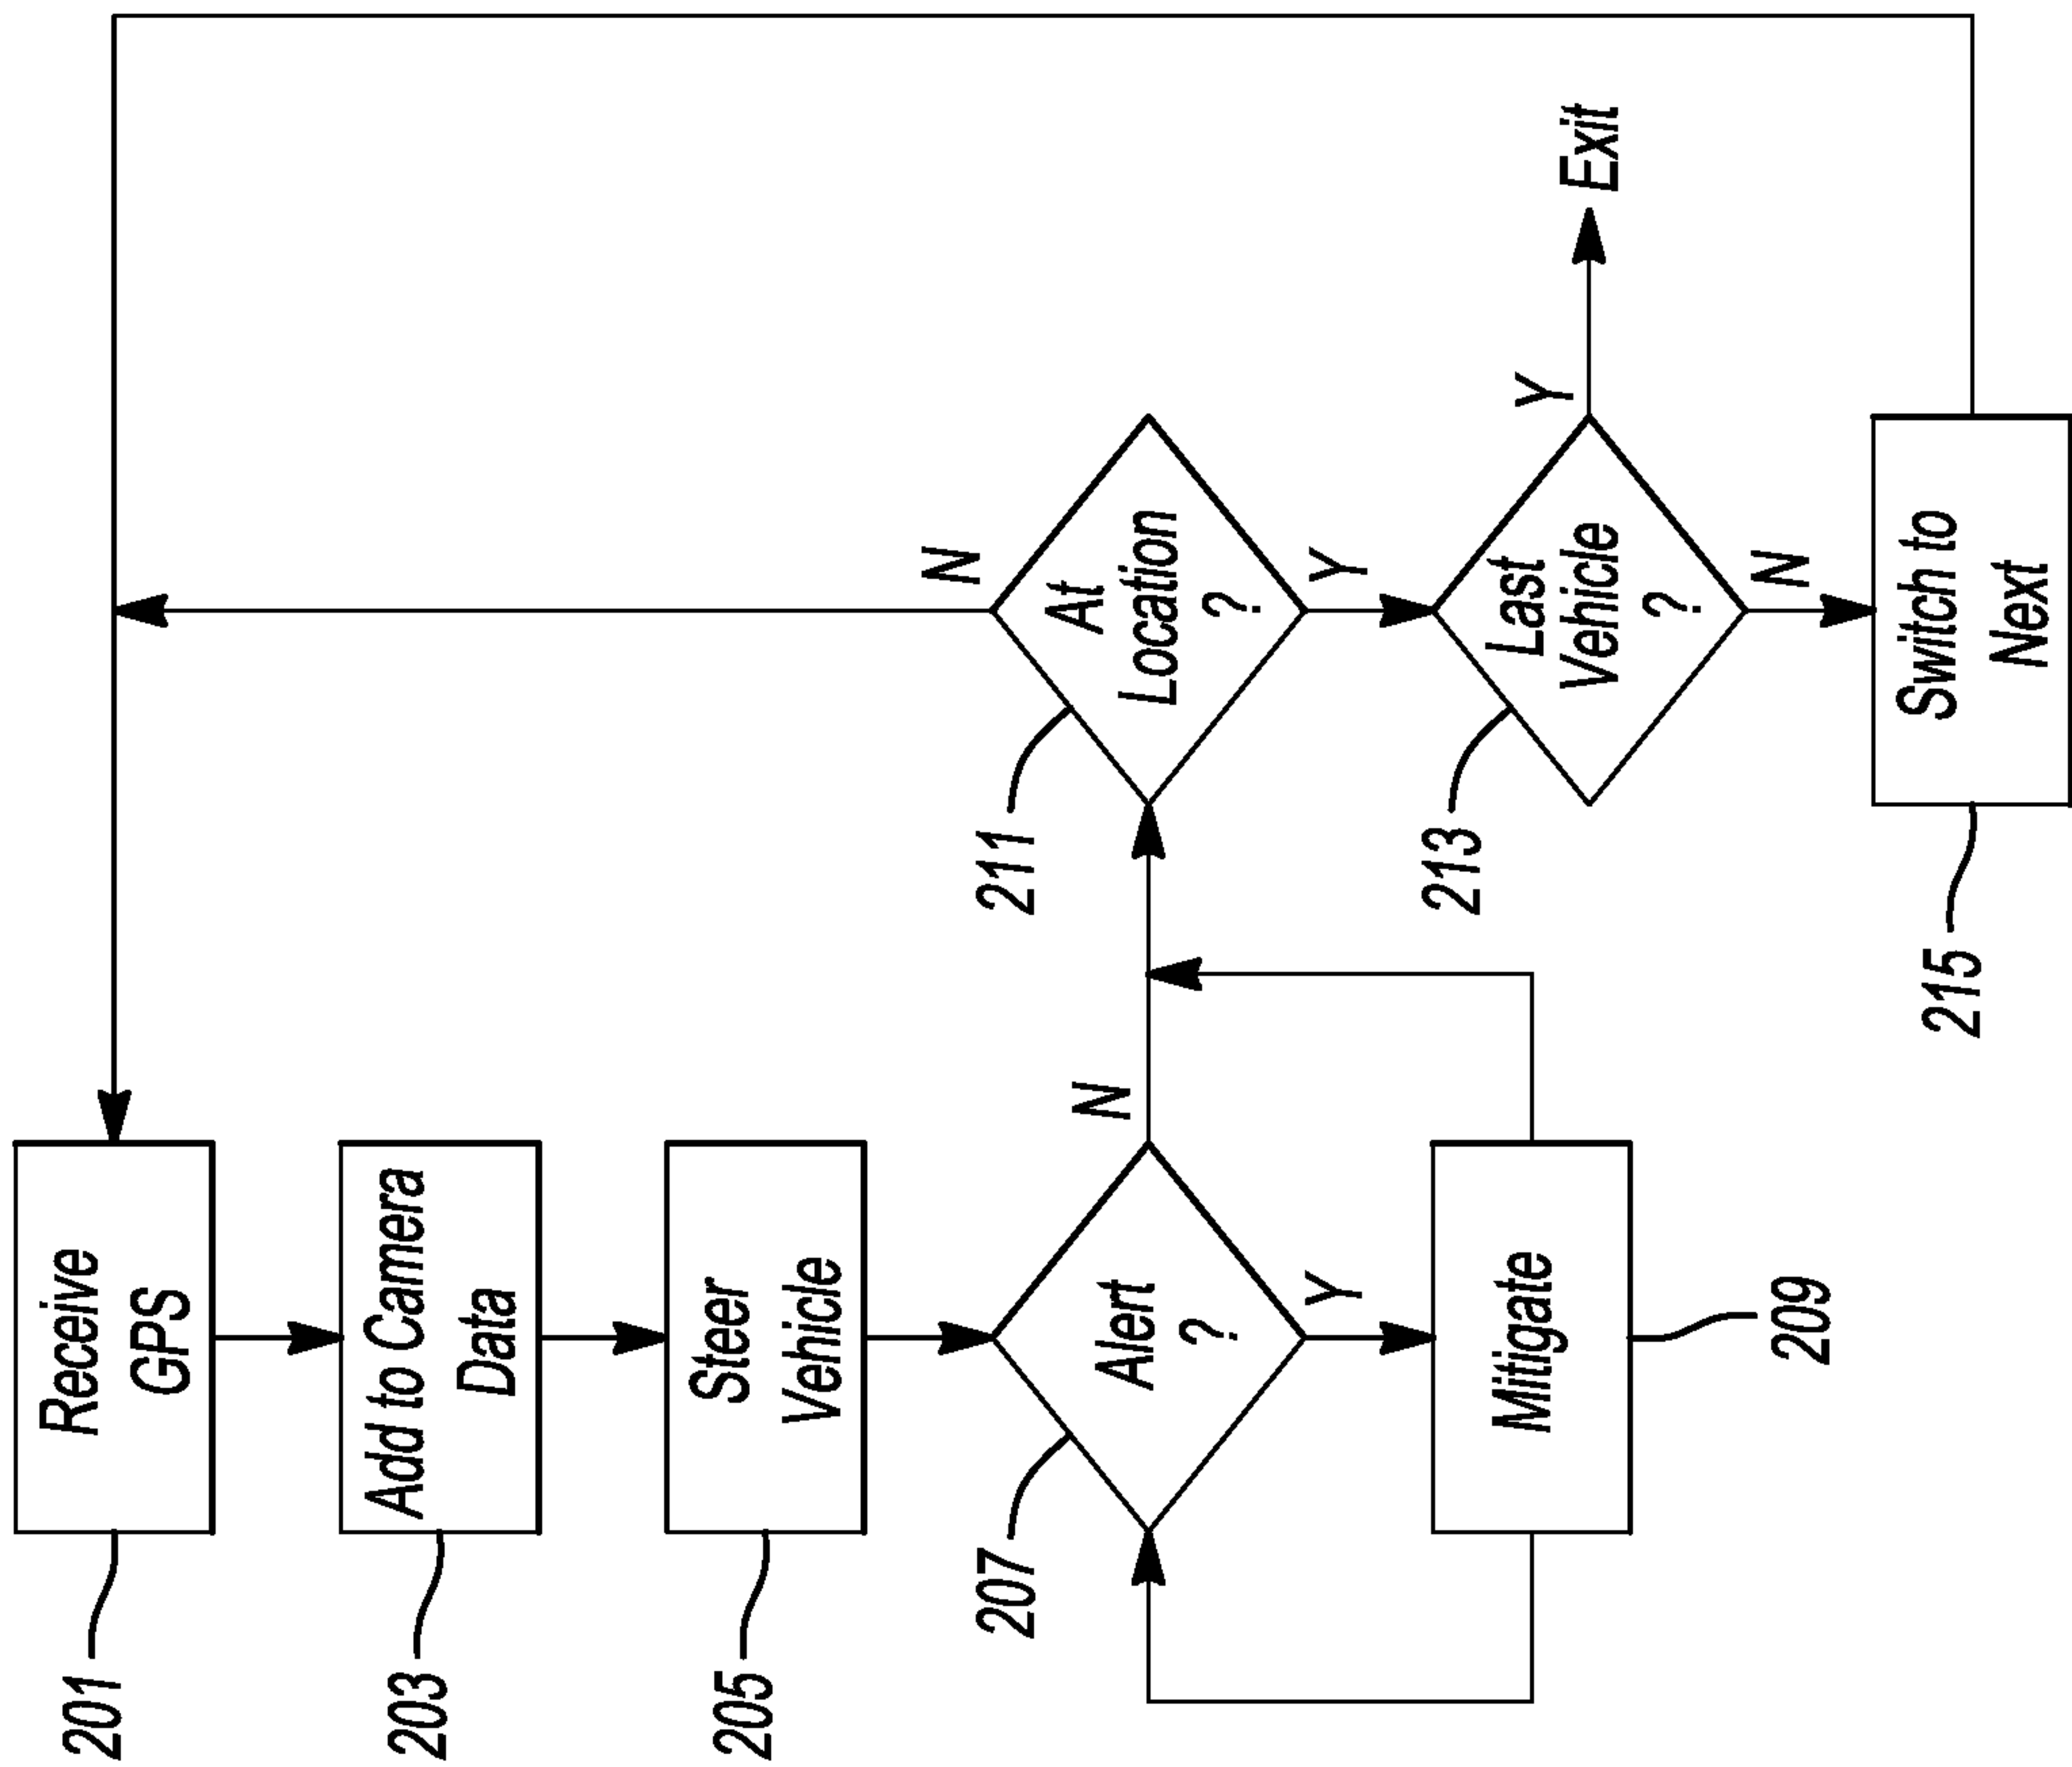 201
Receive
GPS
203
Add to Camera
Data
205
Steer
Vehicle
207
Alert
?
N
Y
Mitigate
209
211
At
Location
?
N
Y
213
Last
Vehicle
?
Y
Exit
N
215
Switch to
Next